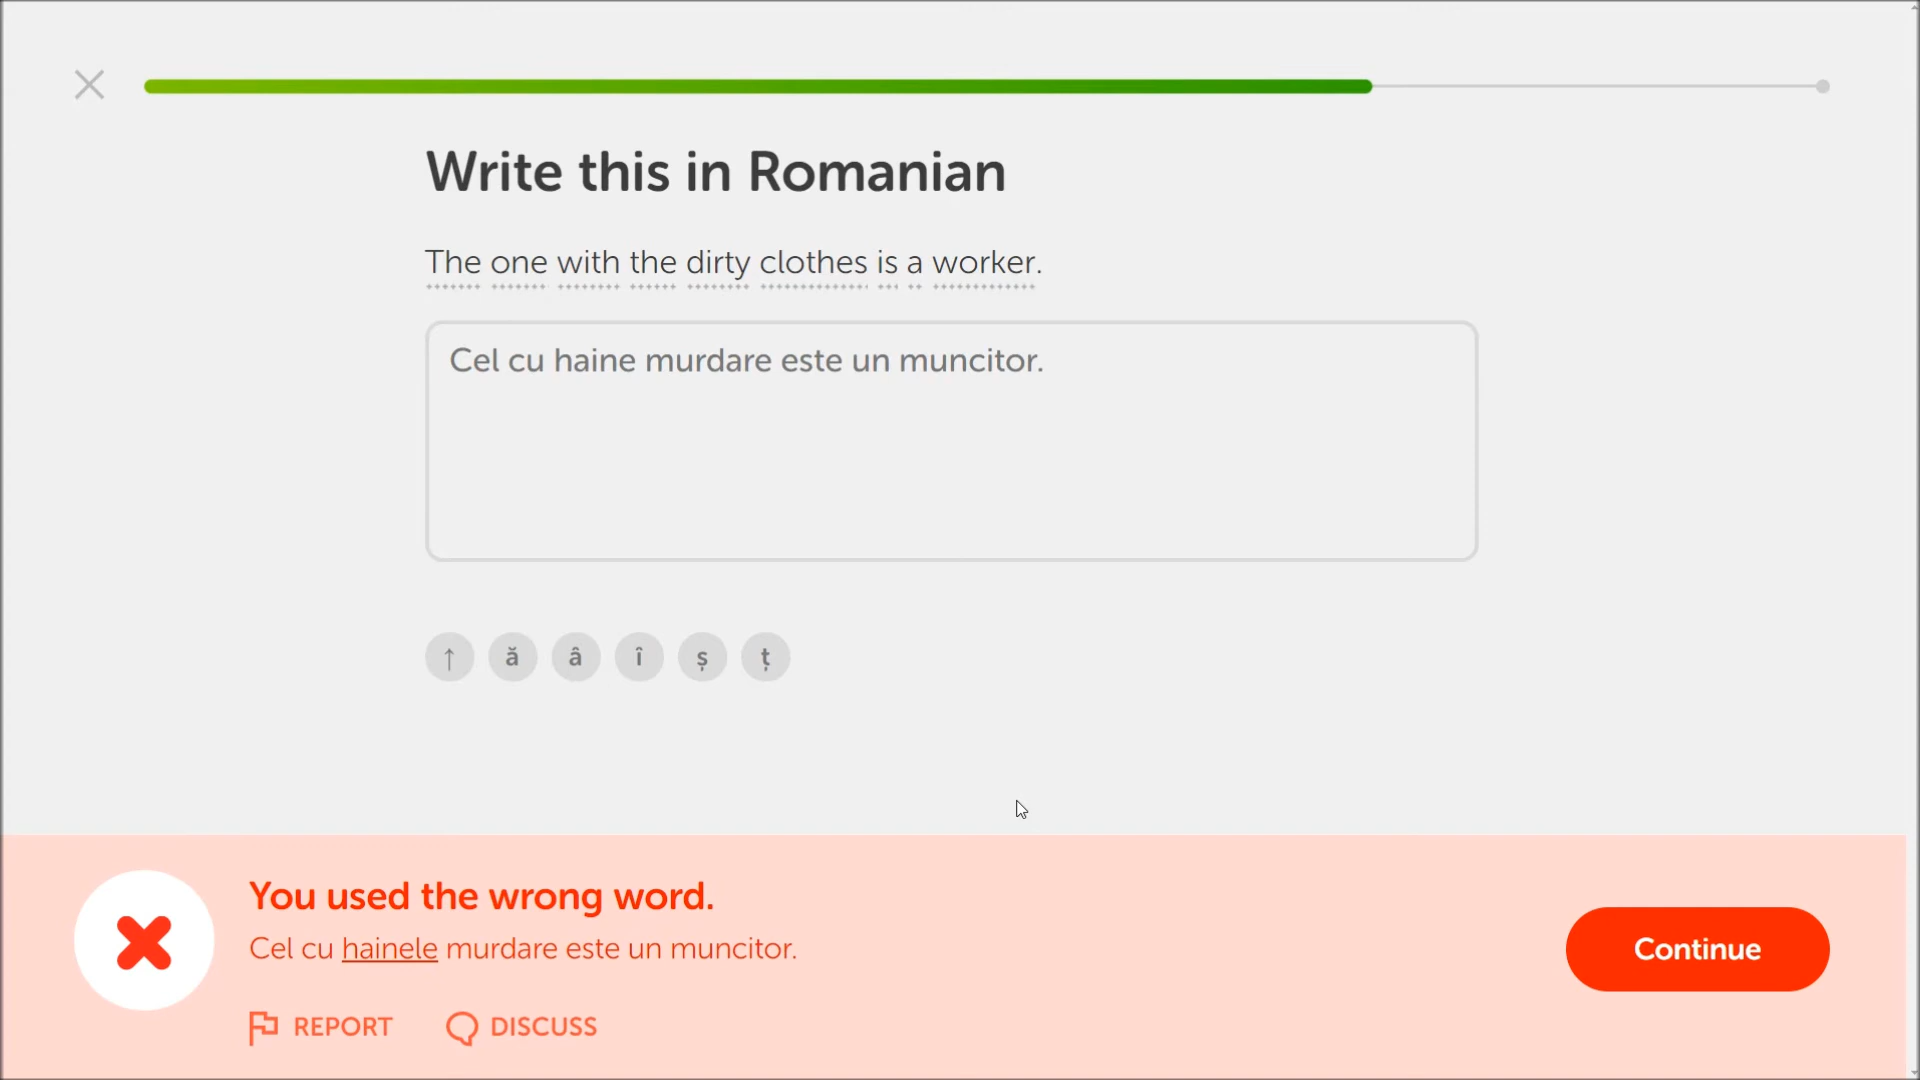 Write this in Romanian
The one with the dirty clothes is a worker.
Cel cu haine murdare este un muncitor.
↑ ă â î ș ț
You used the wrong word.
Cel cu hainele murdare este un muncitor.
Continue
REPORT DISCUSS